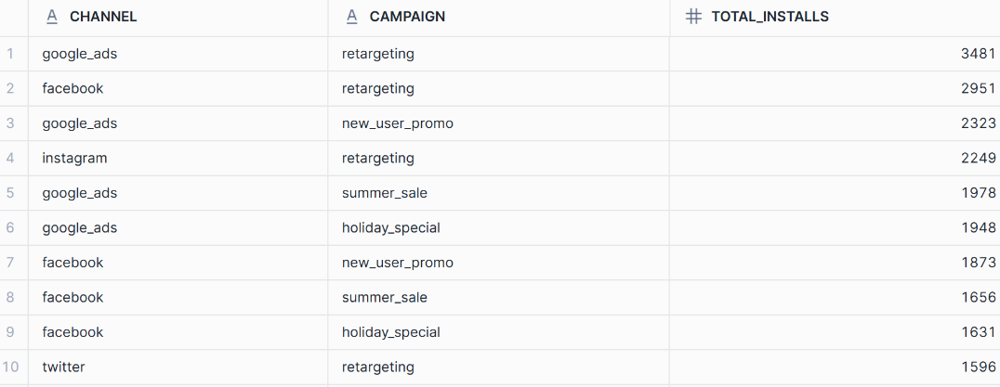 A CHANNEL A CAMPAIGN # TOTAL_INSTALLS
1 google_ads retargeting 3481
2 facebook retargeting 2951
3 google_ads new_user_promo 2323
4 instagram retargeting 2249
5 google_ads summer_sale 1978
6 google_ads holiday_special 1948
7 facebook new_user_promo 1873
8 facebook summer_sale 1656
9 facebook holiday_special 1631
10 twitter retargeting 1596